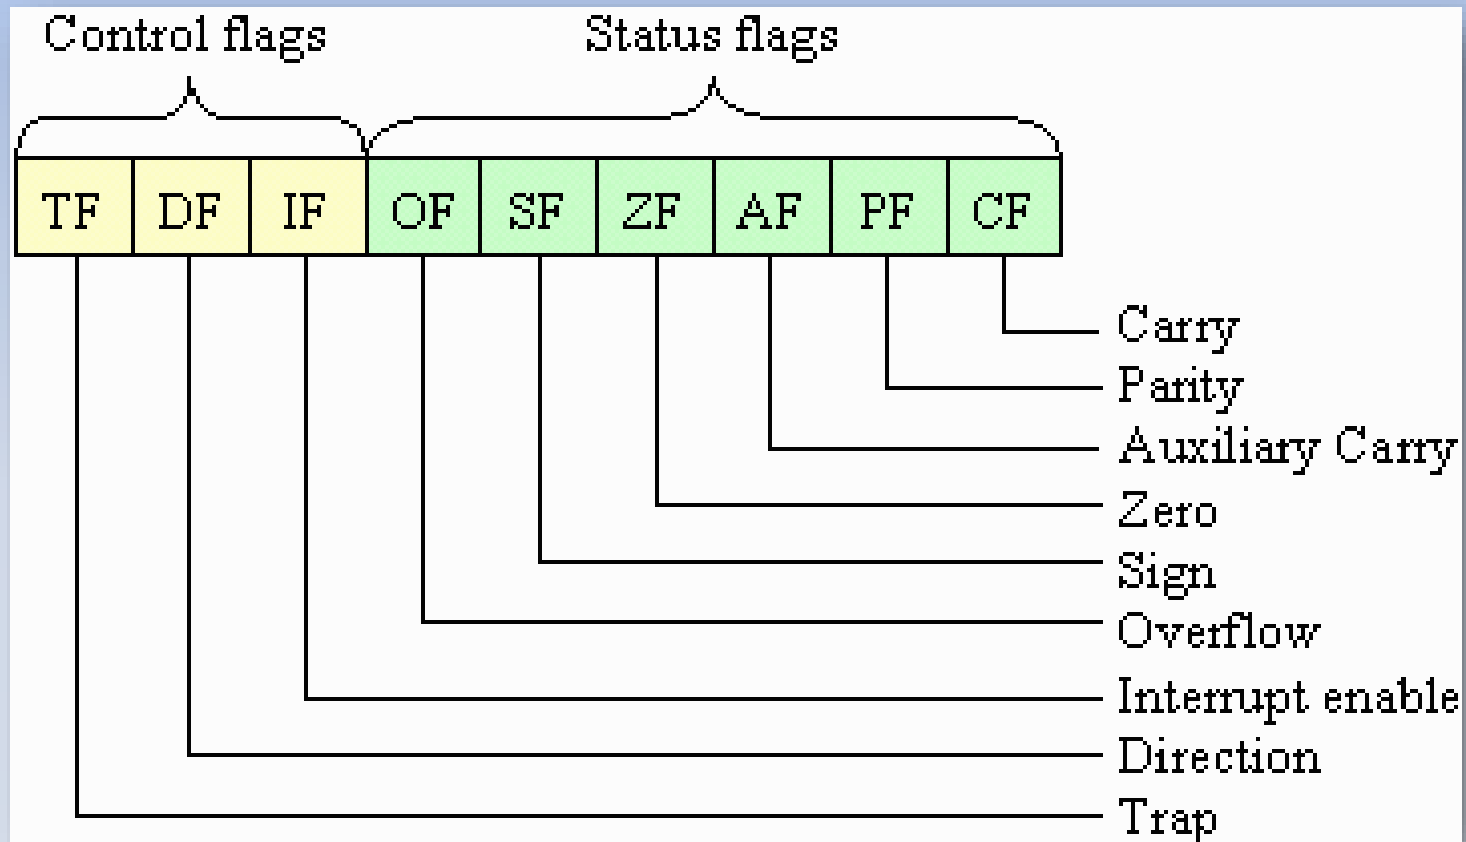 Control flags Status flags
TF DF IF OF SF ZF AF PF CF
Carry
Parity
Auxiliary Carry
Zero
Sign
Overflow
Interrupt enable
Direction
Trap